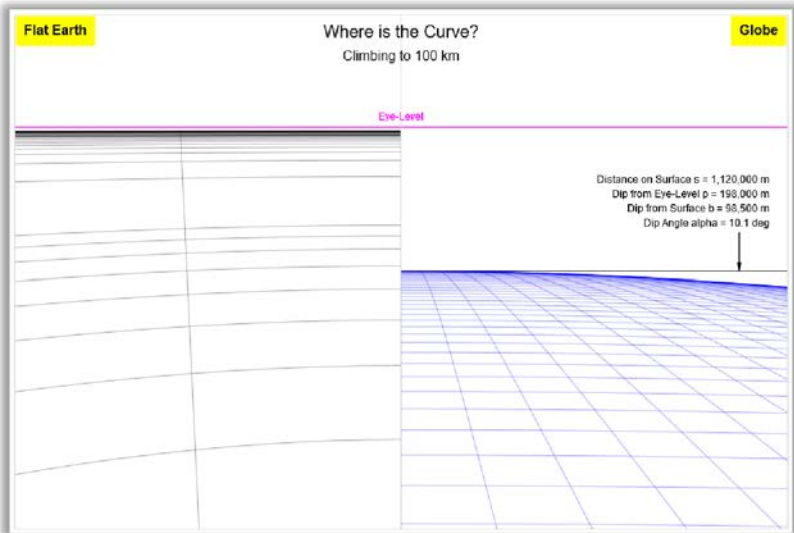 Flat Earth
Where is the Curve?
Globe
Climbing to 100 km
Eye-Level
Distance on Surface s = 1,120,000 m
Dip from Eye-Level p = 198,000 m
Dip from Surface b = 98,500 m
Dip Angle alpha = 10.1 deg